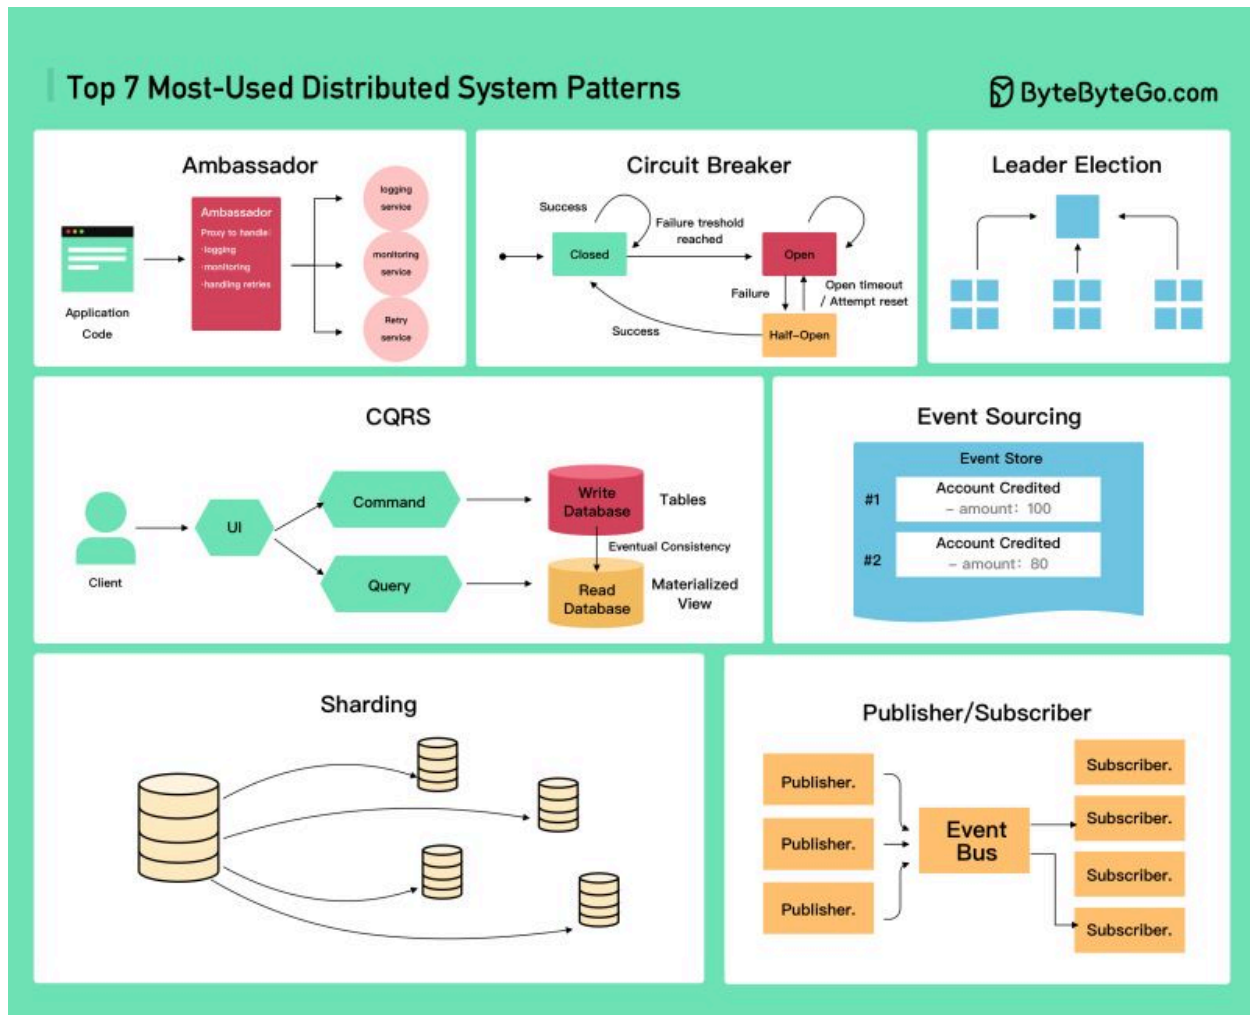 Top 7 Most-Used Distributed System Patterns
ByteByteGo.com
Ambassador
Application
Code
Ambassador
Proxy to handle:
·logging
·monitoring
·handling retries
logging
service
monitoring
service
Retry
service
Circuit Breaker
Success
Closed
Failure treshold
reached
Open
Failure
Open timeout
/ Attempt reset
Success
Half-Open
Leader Election
CQRS
Client
UI
Command
Query
Write
Database
Tables
Eventual Consistency
Read
Database
Materialized
View
Event Sourcing
Event Store
#1
Account Credited
- amount: 100
#2
Account Credited
- amount: 80
Sharding
Publisher/Subscriber
Publisher.
Publisher.
Publisher.
Event
Bus
Subscriber.
Subscriber.
Subscriber.
Subscriber.